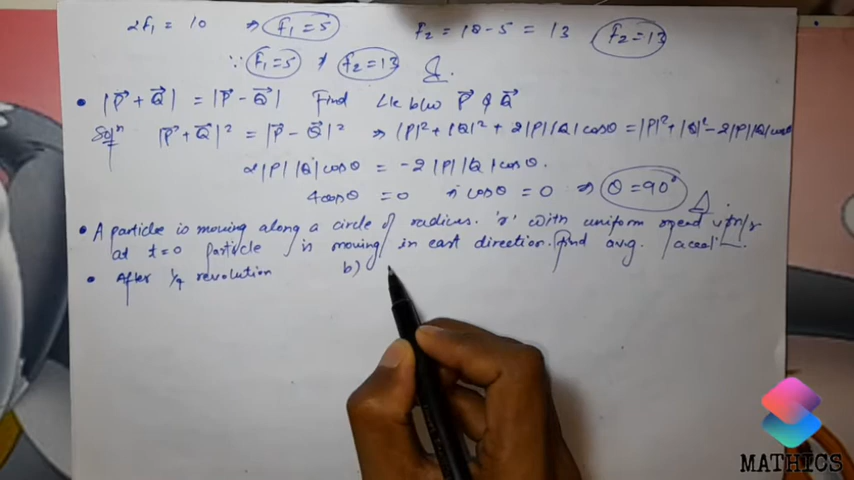 2f₁ = 10 ⇒ f₁ = 5 f₂ = 18 - 5 = 13 f₂ = 13
∵ f₁ = 5 & f₂ = 13
• |P⃗ + Q⃗| = |P⃗ - Q⃗| Find ∠le b/w P⃗ & Q⃗
Solⁿ |P⃗ + Q⃗|² = |P⃗ - Q⃗|² ⇒ |P|² + |Q|² + 2|P||Q|cosθ = |P|² + |Q|² - 2|P||Q|cosθ
2|P||Q|cosθ = -2|P||Q|cosθ.
4cosθ = 0 ⇒ cosθ = 0 ⇒ θ = 90°
• A particle is moving along a circle of radius 'r' with uniform speed v m/s
at t=0 particle is moving in east direction. find avg. accelⁿ.
• After 1/4 revolution b)
MATHICS